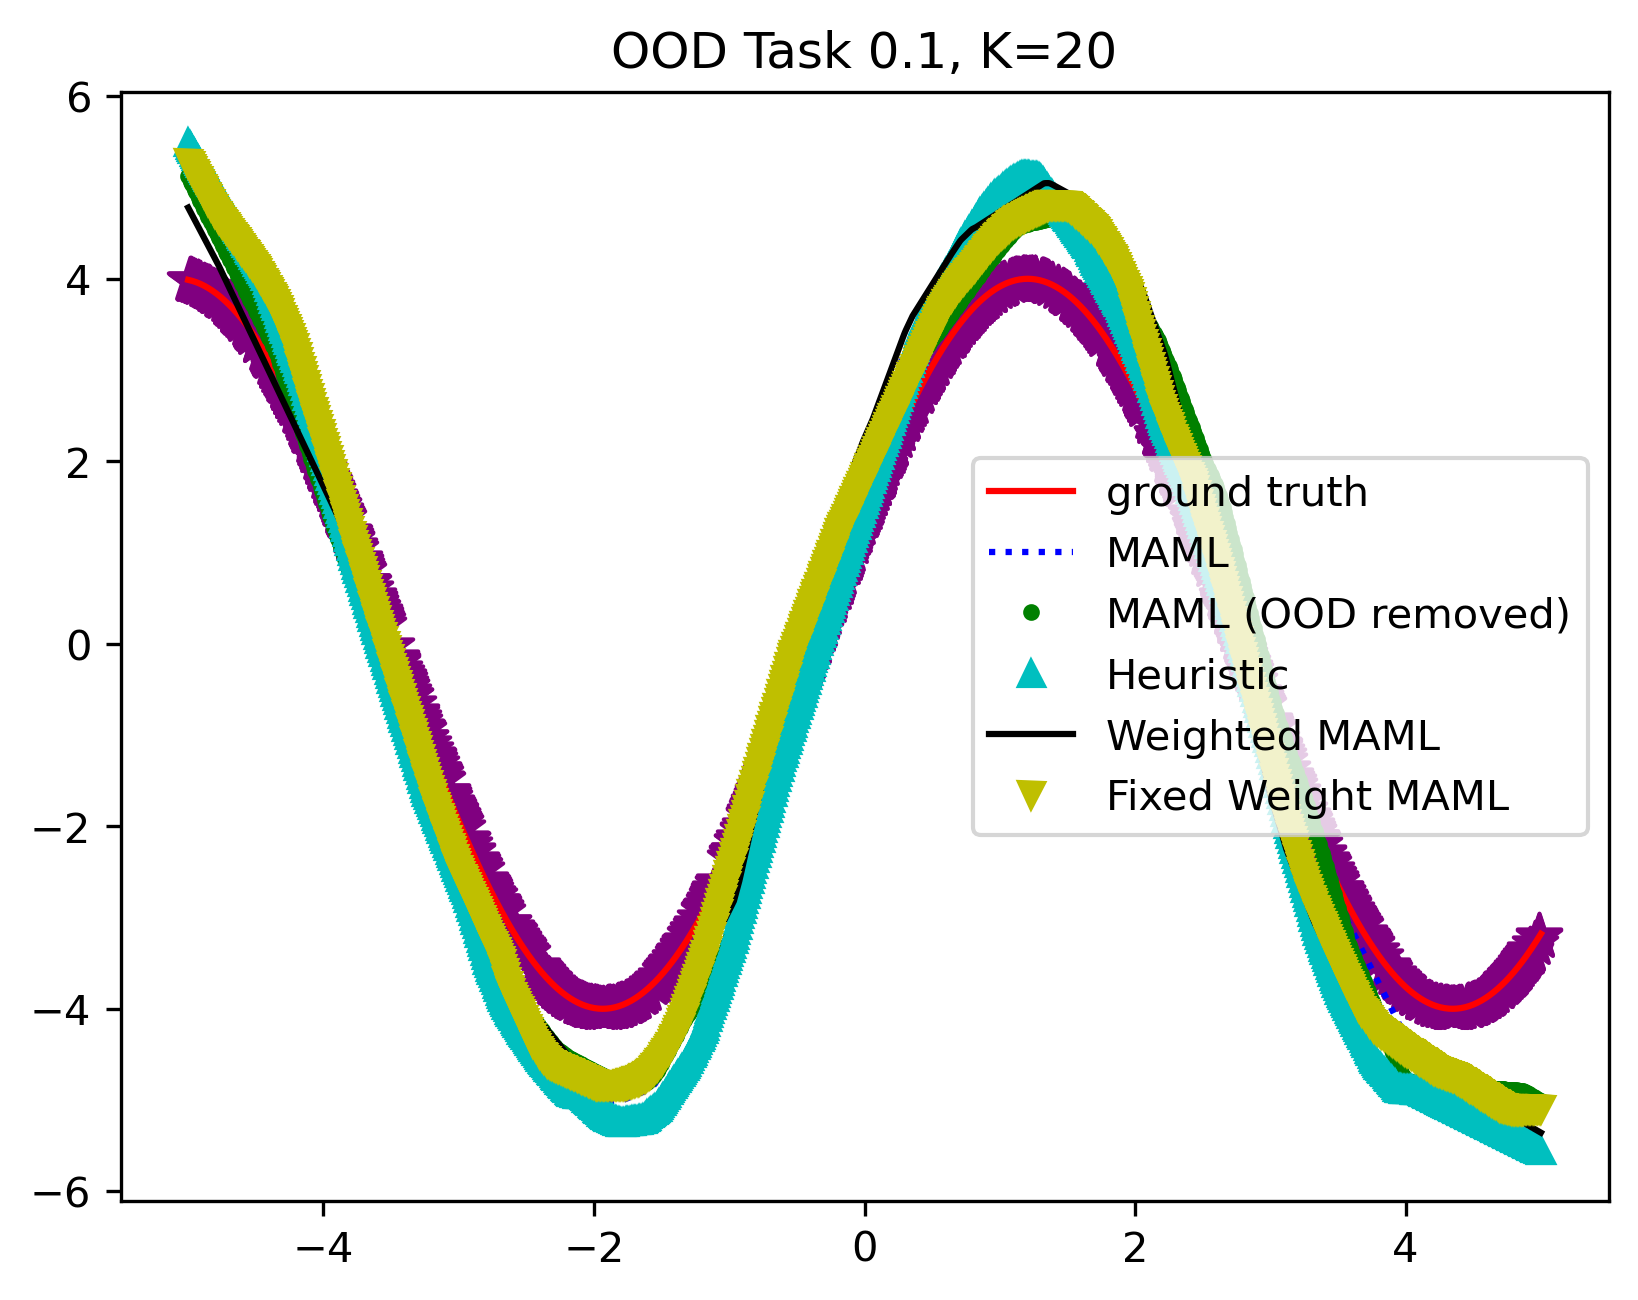 OOD Task 0.1, K=20
6
4
2
0
−2
−4
−6
ground truth
MAML
MAML (OOD removed)
Heuristic
Weighted MAML
Fixed Weight MAML
−4 −2 0 2 4